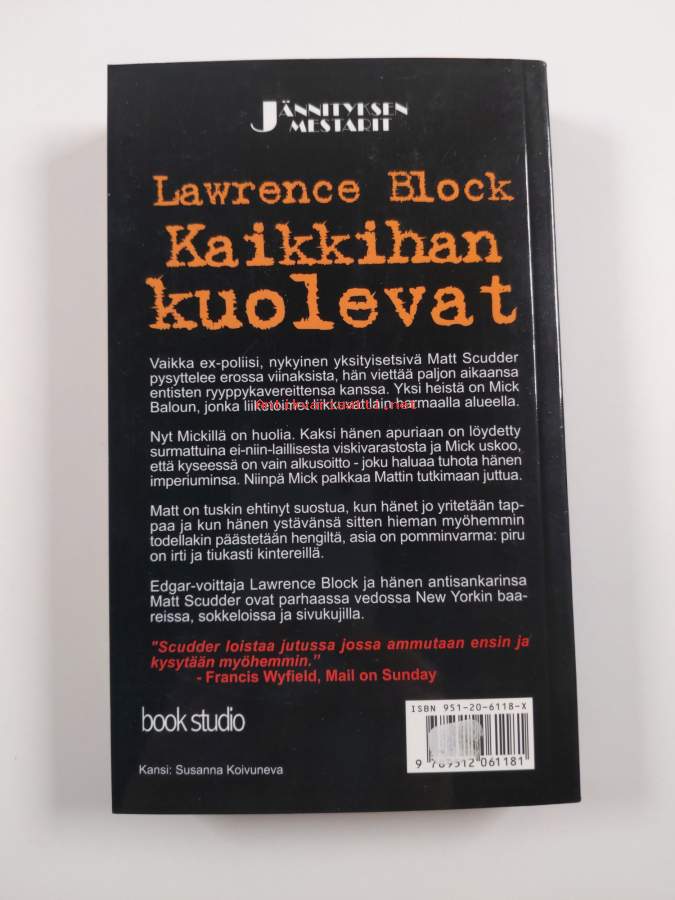 JÄNNITYKSEN
MESTARIT
Lawrence Block
Kaikkihan
kuolevat
Vaikka ex-poliisi, nykyinen yksityisetsivä Matt Scudder
pysyttelee erossa viinaksista, hän viettää paljon aikaansa
entisten ryyppykavereittensa kanssa. Yksi heistä on Mick
Baloun, jonka liiketoimet liikkuvat lain harmaalla alueella.
Nyt Mickillä on huolia. Kaksi hänen apuriaan on löydetty
surmattuina ei-niin-laillisesta viskivarastosta ja Mick uskoo,
että kyseessä on vain alkusoitto - joku haluaa tuhota hänen
imperiuminsa. Niinpä Mick palkkaa Mattin tutkimaan juttua.
Matt on tuskin ehtinyt suostua, kun hänet jo yritetään tap-
paa ja kun hänen ystävänsä sitten hieman myöhemmin
todellakin päästetään hengiltä, asia on pomminvarma: piru
on irti ja tiukasti kintereillä.
Edgar-voittaja Lawrence Block ja hänen antisankarinsa
Matt Scudder ovat parhaassa vedossa New Yorkin baa-
reissa, sokkeloissa ja sivukujilla.
"Scudder loistaa jutussa jossa ammutaan ensin ja
kysytään myöhemmin."
- Francis Wyfield, Mail on Sunday
ISBN 951-20-6118-X
book studio
9 789512 061181
Kansi: Susanna Koivuneva